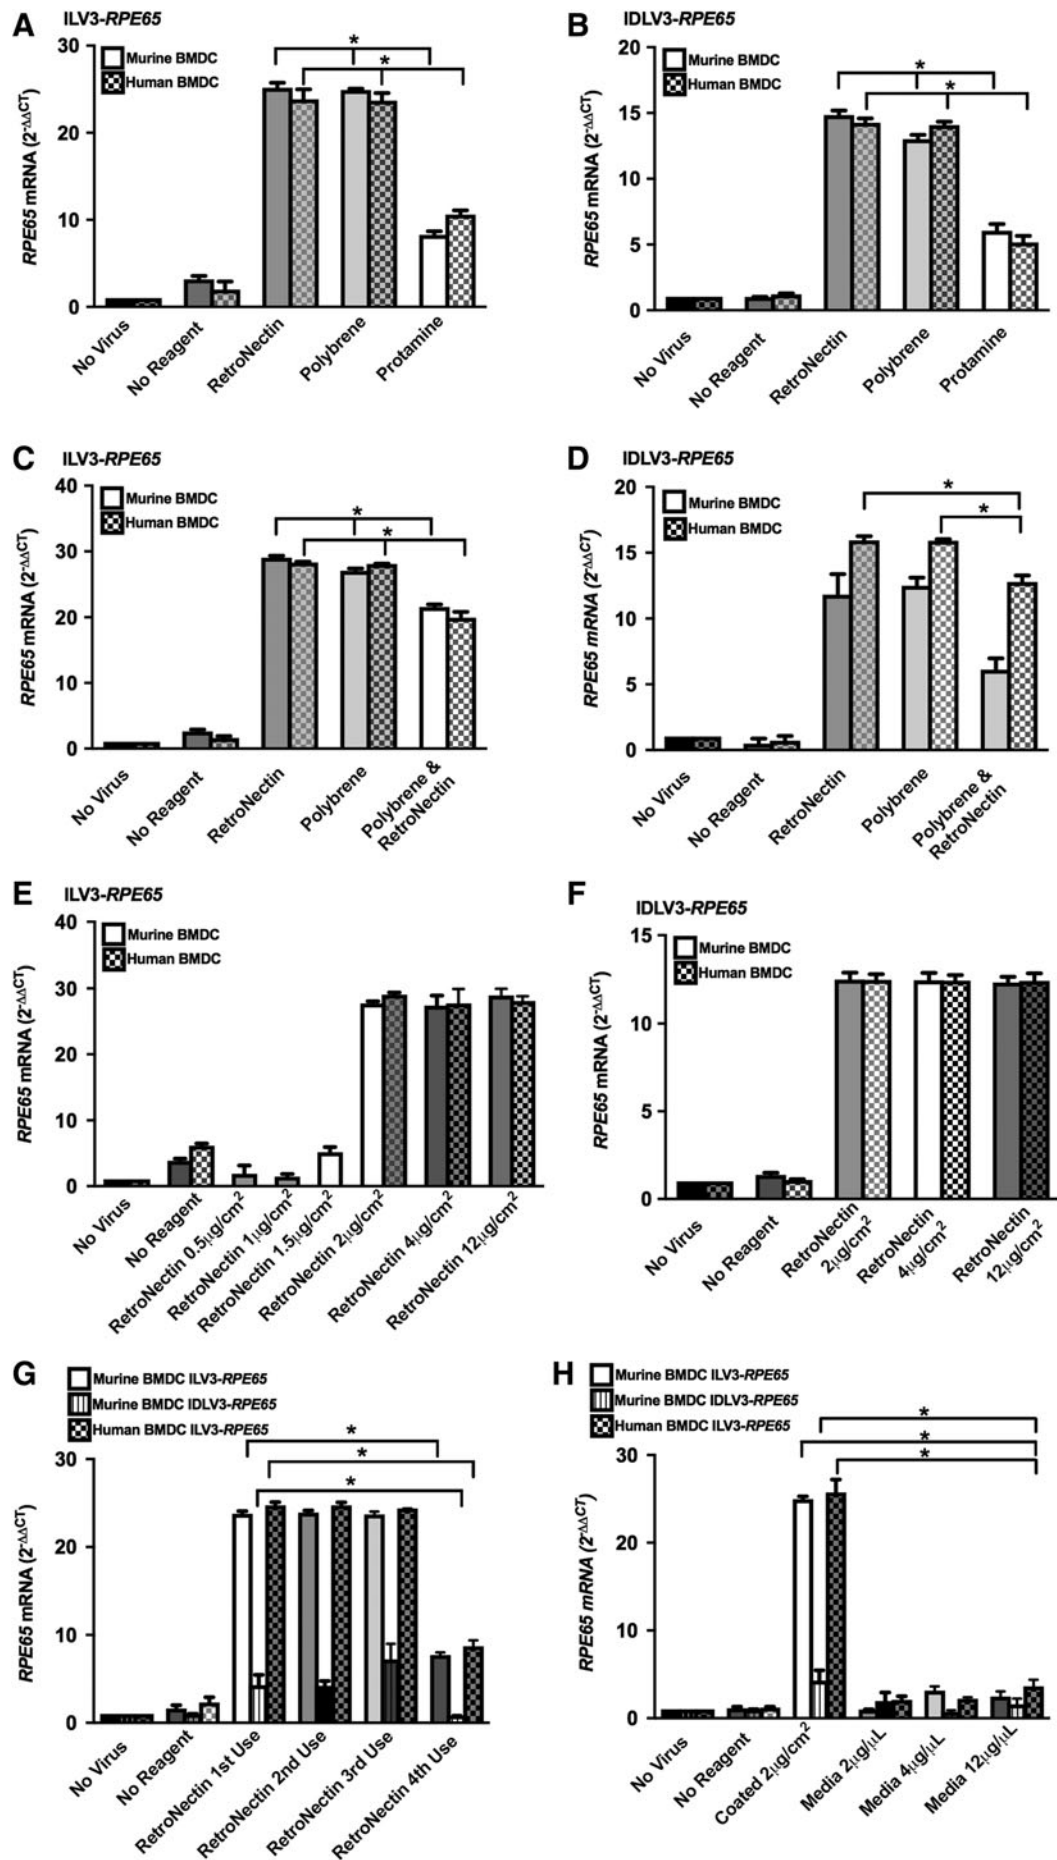 A
ILV3-RPE65
Murine BMDC
Human BMDC
RPE65 mRNA (2-ΔΔCT)
30
20
10
0
No Virus
No Reagent
RetroNectin
Polybrene
Protamine
*
*
B
IDLV3-RPE65
Murine BMDC
Human BMDC
RPE65 mRNA (2-ΔΔCT)
20
15
10
5
0
No Virus
No Reagent
RetroNectin
Polybrene
Protamine
*
*
C
ILV3-RPE65
Murine BMDC
Human BMDC
RPE65 mRNA (2-ΔΔCT)
40
30
20
10
0
No Virus
No Reagent
RetroNectin
Polybrene
Polybrene &
RetroNectin
*
*
D
IDLV3-RPE65
Murine BMDC
Human BMDC
RPE65 mRNA (2-ΔΔCT)
20
15
10
5
0
No Virus
No Reagent
RetroNectin
Polybrene
Polybrene &
RetroNectin
*
*
E
ILV3-RPE65
Murine BMDC
Human BMDC
RPE65 mRNA (2-ΔΔCT)
40
30
20
10
0
No Virus
No Reagent
RetroNectin 0.5µg/cm²
RetroNectin 1µg/cm²
RetroNectin 1.5µg/cm²
RetroNectin 2µg/cm²
RetroNectin 4µg/cm²
RetroNectin 12µg/cm²
F
IDLV3-RPE65
Murine BMDC
Human BMDC
RPE65 mRNA (2-ΔΔCT)
15
10
5
0
No Virus
No Reagent
RetroNectin
2µg/cm²
RetroNectin
4µg/cm²
RetroNectin
12µg/cm²
G
Murine BMDC ILV3-RPE65
Murine BMDC IDLV3-RPE65
Human BMDC ILV3-RPE65
RPE65 mRNA (2-ΔΔCT)
30
20
10
0
No Virus
No Reagent
RetroNectin 1st Use
RetroNectin 2nd Use
RetroNectin 3rd Use
RetroNectin 4th Use
*
*
*
H
Murine BMDC ILV3-RPE65
Murine BMDC IDLV3-RPE65
Human BMDC ILV3-RPE65
RPE65 mRNA (2-ΔΔCT)
30
20
10
0
No Virus
No Reagent
Coated 2µg/cm²
Media 2µg/µL
Media 4µg/µL
Media 12µg/µL
*
*
*